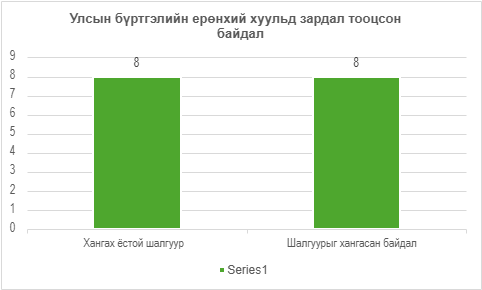 Улсын бүртгэлийн ерөнхий хуульд зардал тооцсон
байдал
9
8
7
6
5
4
3
2
1
0
8
8
Хангах ёстой шалгуур
Шалгуурыг хангасан байдал
Series1